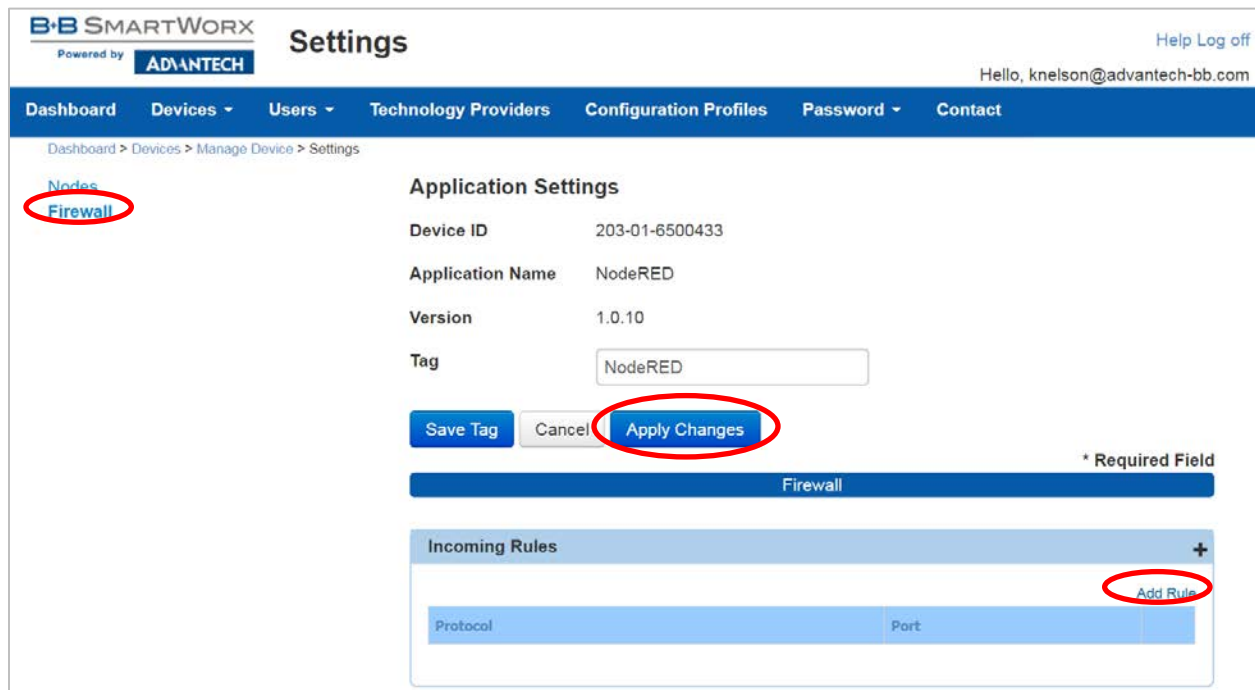 B+B SMARTWORX
Powered by ADVANTECH
Settings
Help Log off
Hello, knelson@advantech-bb.com
Dashboard Devices Users Technology Providers Configuration Profiles Password Contact
Dashboard > Devices > Manage Device > Settings
Nodes
Firewall
Application Settings
Device ID 203-01-6500433
Application Name NodeRED
Version 1.0.10
Tag NodeRED
Save Tag Cancel Apply Changes
* Required Field
Firewall
Incoming Rules +
Add Rule
Protocol Port